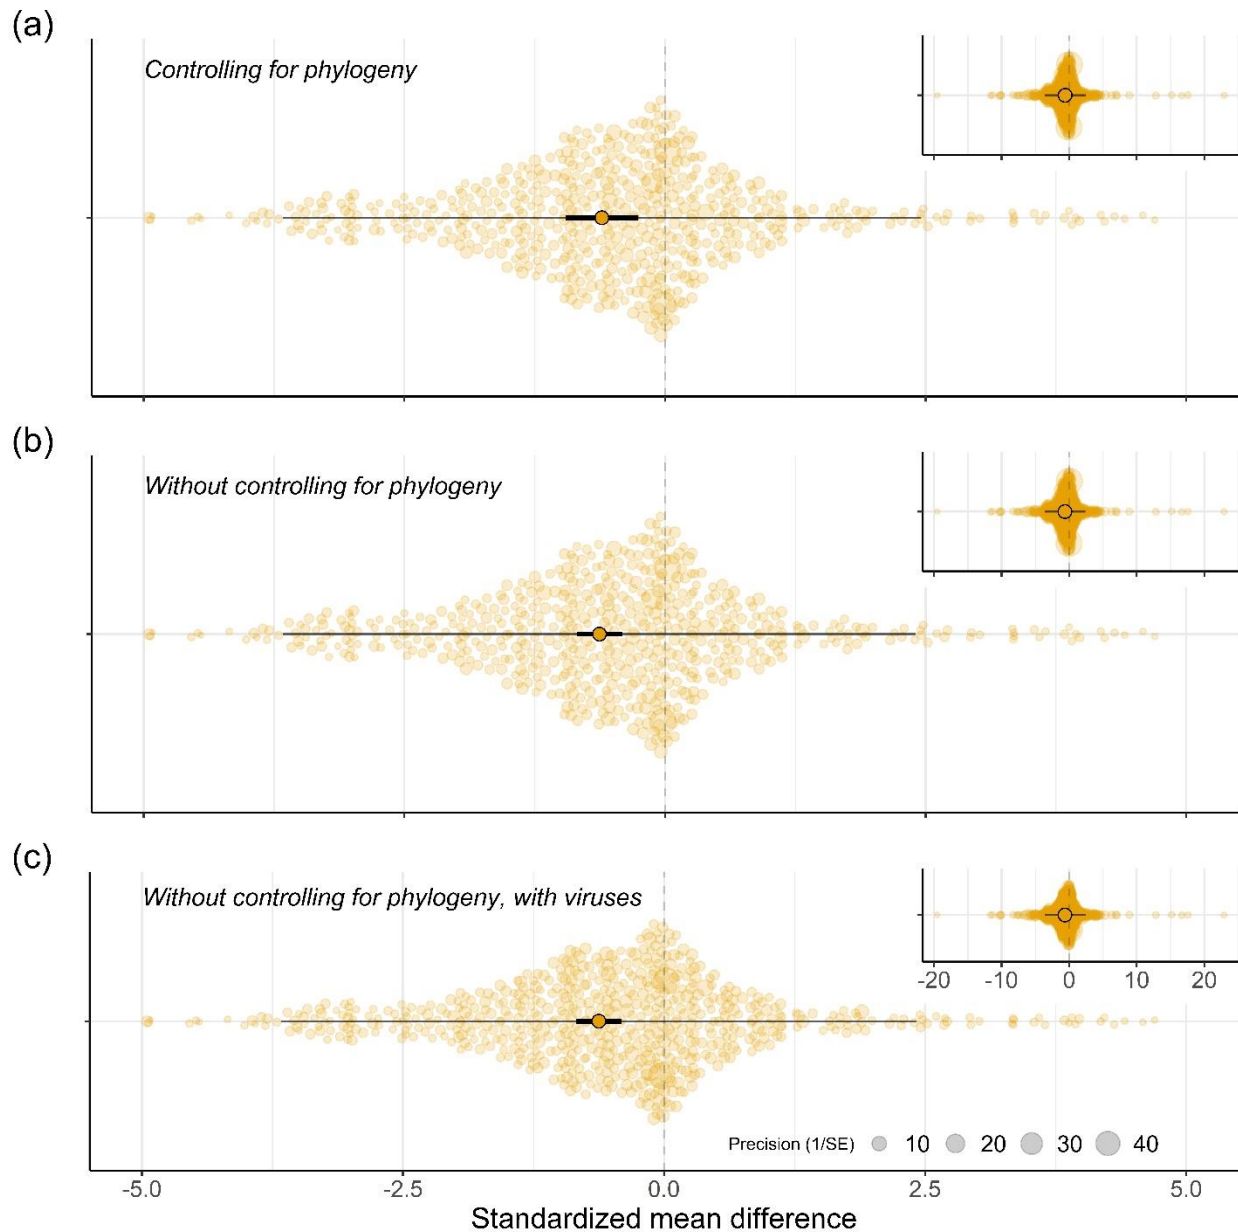 (a)
Controlling for phylogeny
(b)
Without controlling for phylogeny
(c)
Without controlling for phylogeny, with viruses
-20 -10 0 10 20
Precision (1/SE) 10 20 30 40
-5.0 -2.5 0.0 2.5 5.0
Standardized mean difference